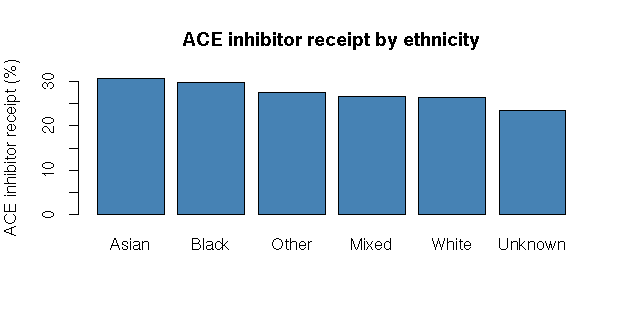 ACE inhibitor receipt by ethnicity
ACE inhibitor receipt (%)
30
20
10
0
Asian Black Other Mixed White Unknown